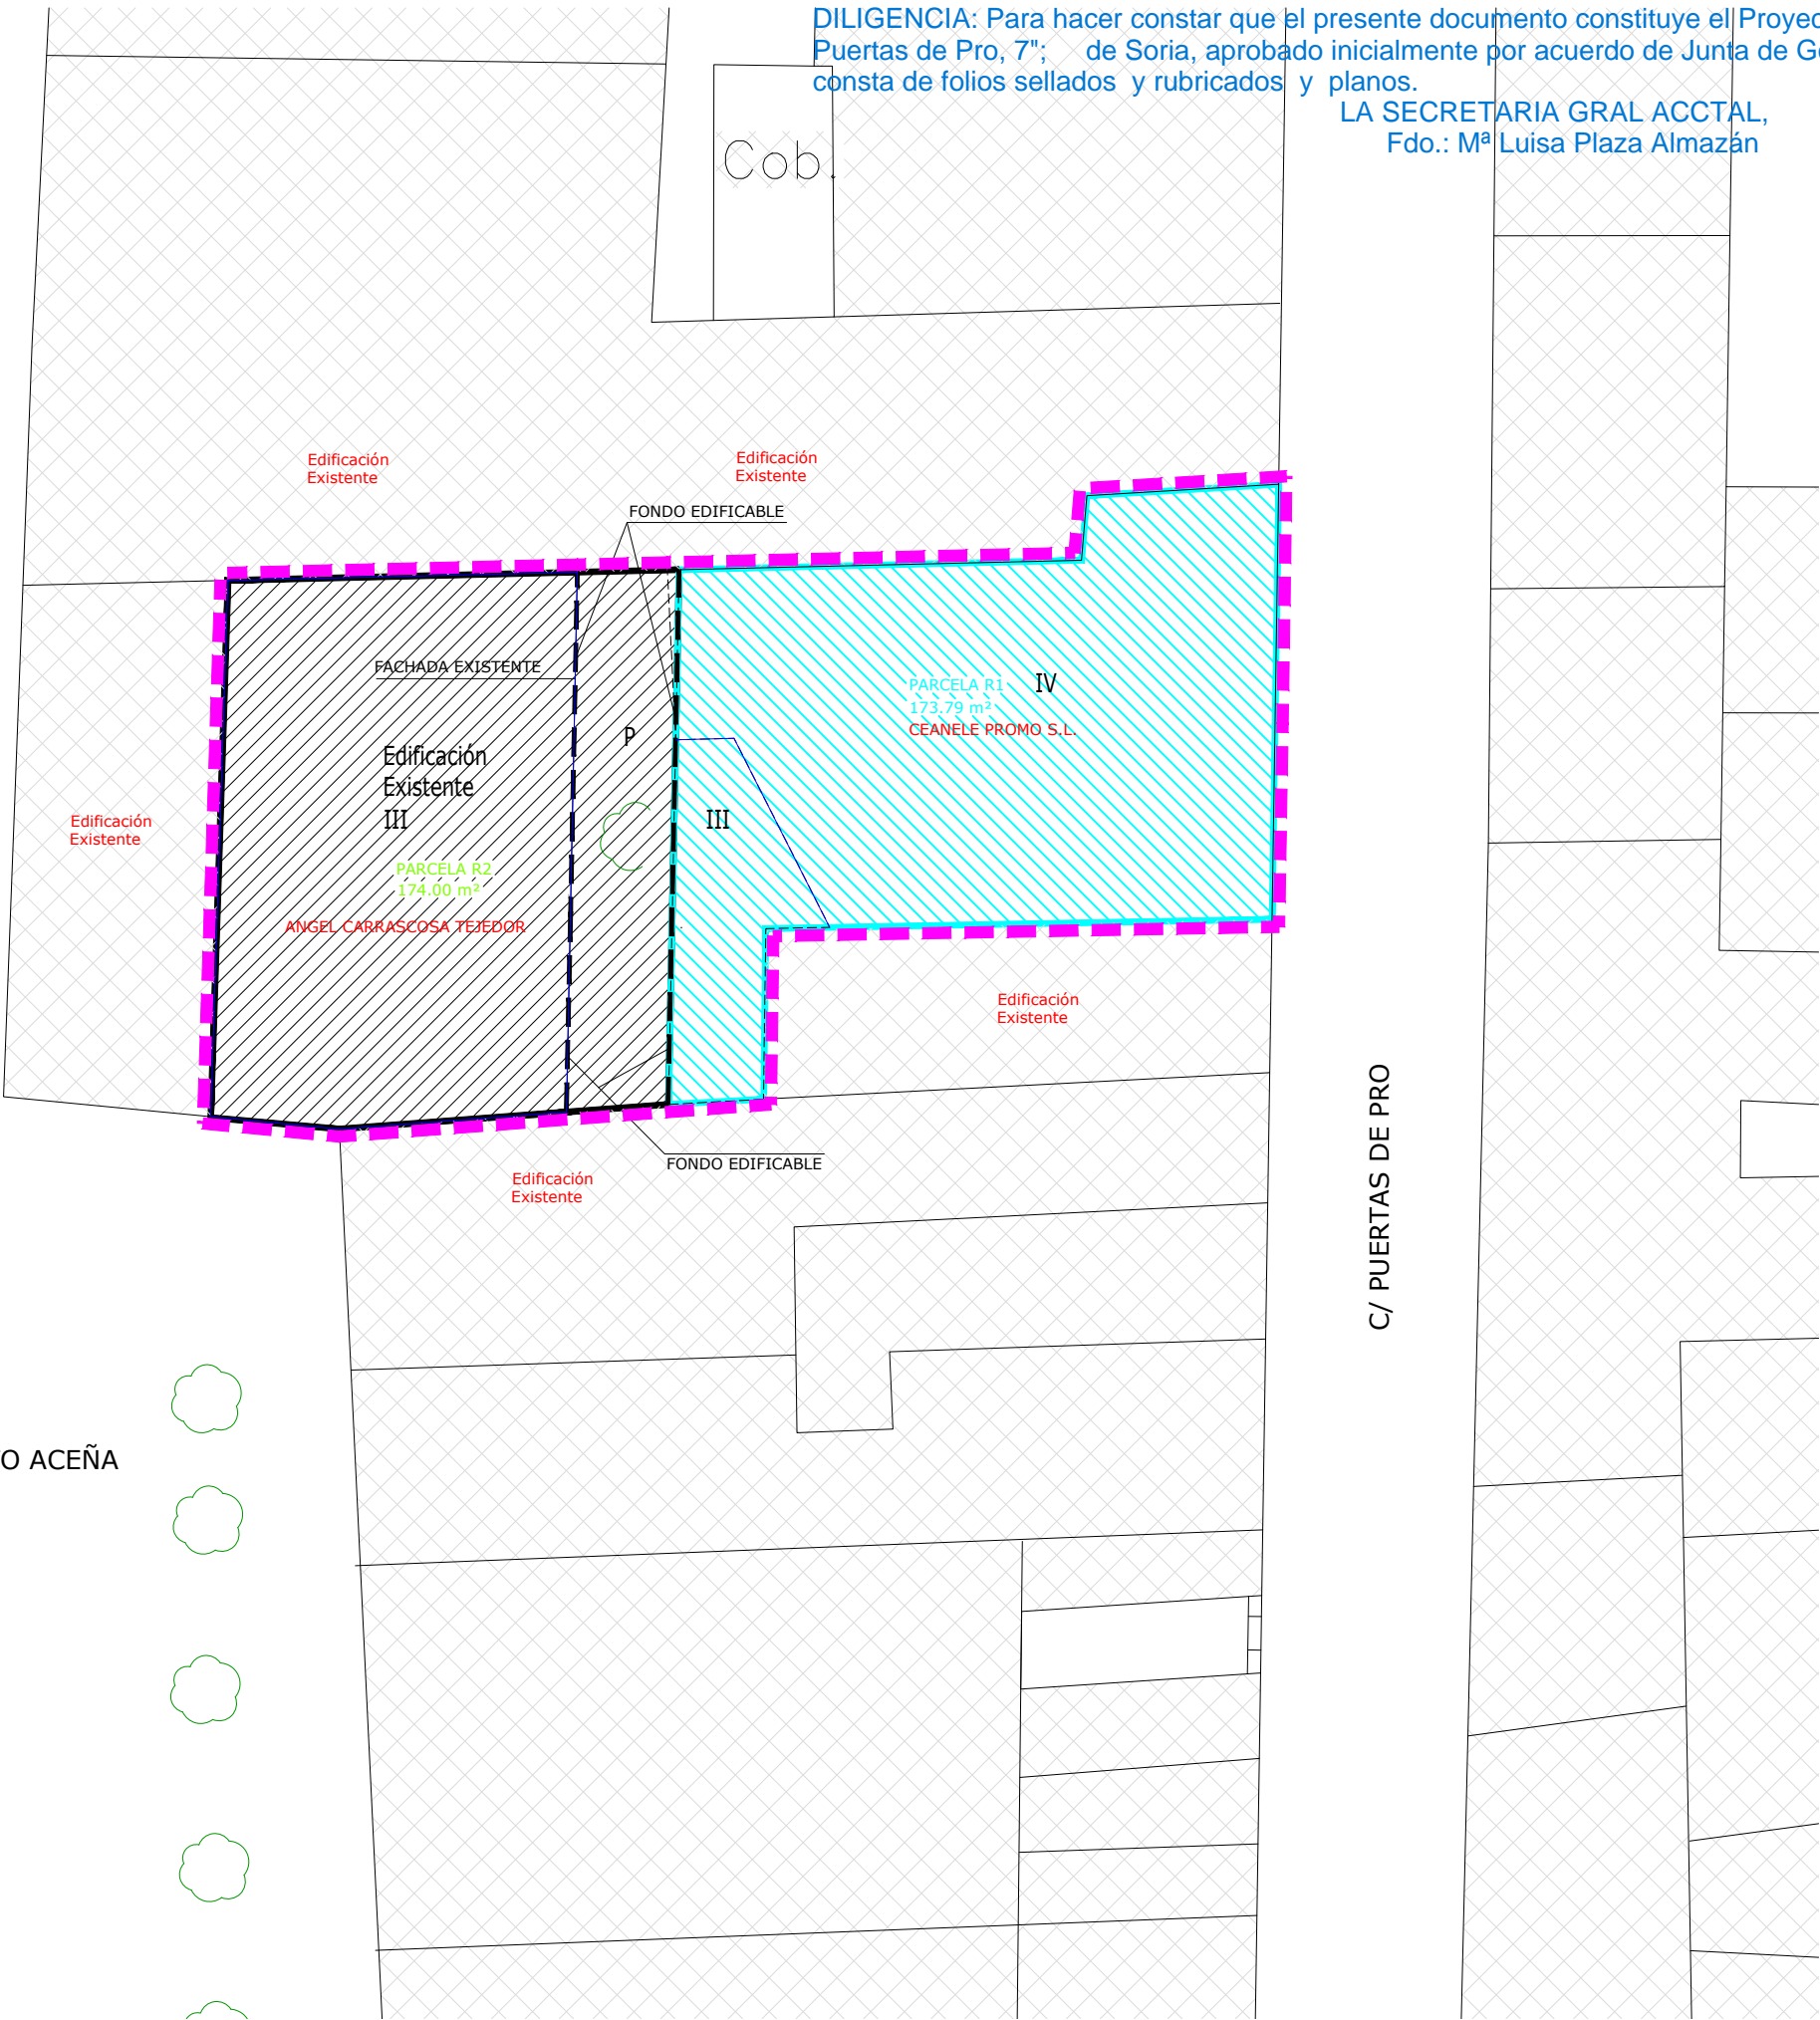 DILIGENCIA: Para hacer constar que el presente documento constituye el
Puertas de Pro, 7"; de Soria, aprobado inicialmente por acuerdo de Junta de
consta de folios sellados y rubricados y planos.
LA SECRETARIA GRAL ACCTAL,
Fdo.: Mª Luisa Plaza Almazán
Cob.
Edificación
Existente
Edificación
Existente
FONDO EDIFICABLE
FACHADA EXISTENTE
PARCELA R1 IV
173.79 m²
CEANELE PROMO S.L.
P
Edificación
Existente
III
III
Edificación
Existente
PARCELA R2
174.00 m²
ANGEL CARRASCOSA TEJEDOR
Edificación
Existente
FONDO EDIFICABLE
Edificación
Existente
C/ PUERTAS DE PRO
O ACEÑA